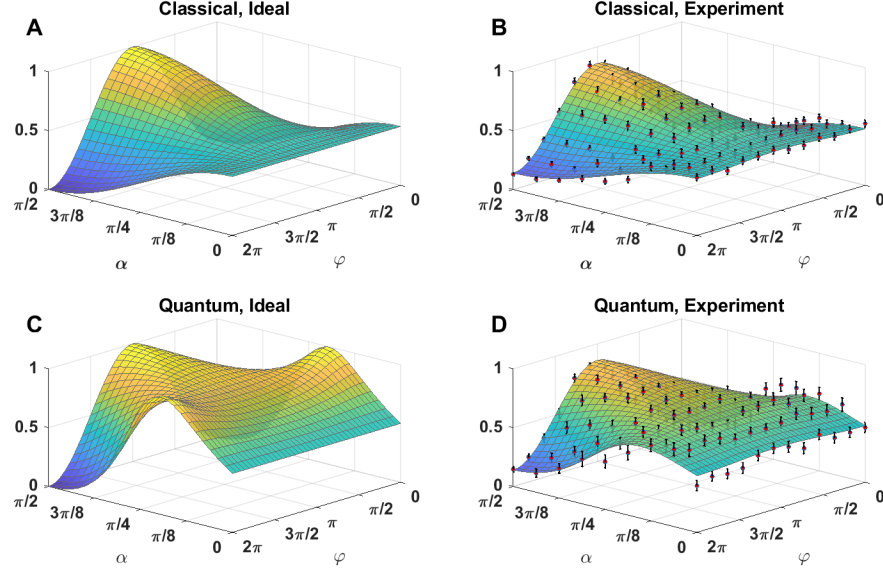 A
Classical, Ideal
1
0.5
0
π/2
3π/8
π/4
π/8
0
α
2π
3π/2
π
π/2
0
φ
B
Classical, Experiment
1
0.5
0
π/2
3π/8
π/4
π/8
0
α
2π
3π/2
π
π/2
0
φ
C
Quantum, Ideal
1
0.5
0
π/2
3π/8
π/4
π/8
0
α
2π
3π/2
π
π/2
0
φ
D
Quantum, Experiment
1
0.5
0
π/2
3π/8
π/4
π/8
0
α
2π
3π/2
π
π/2
0
φ